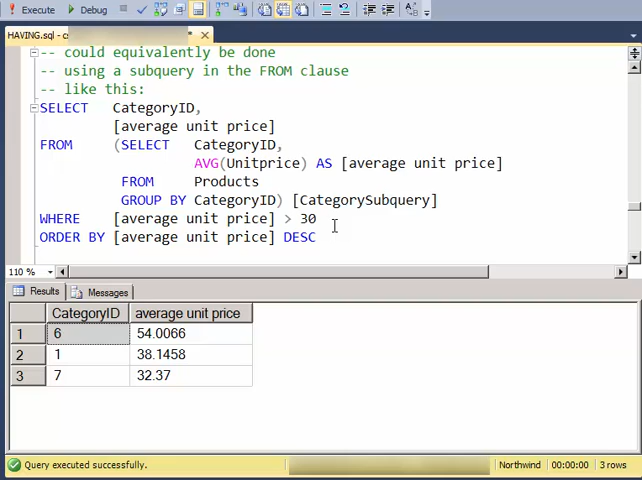 Execute Debug
HAVING.sql - c
-- could equivalently be done
-- using a subquery in the FROM clause
-- like this:
SELECT CategoryID,
[average unit price]
FROM (SELECT CategoryID,
AVG(Unitprice) AS [average unit price]
FROM Products
GROUP BY CategoryID) [CategorySubquery]
WHERE [average unit price] > 30
ORDER BY [average unit price] DESC
110 %
Results Messages
CategoryID average unit price
1 6 54.0066
2 1 38.1458
3 7 32.37
Query executed successfully. Northwind 00:00:00 3 rows